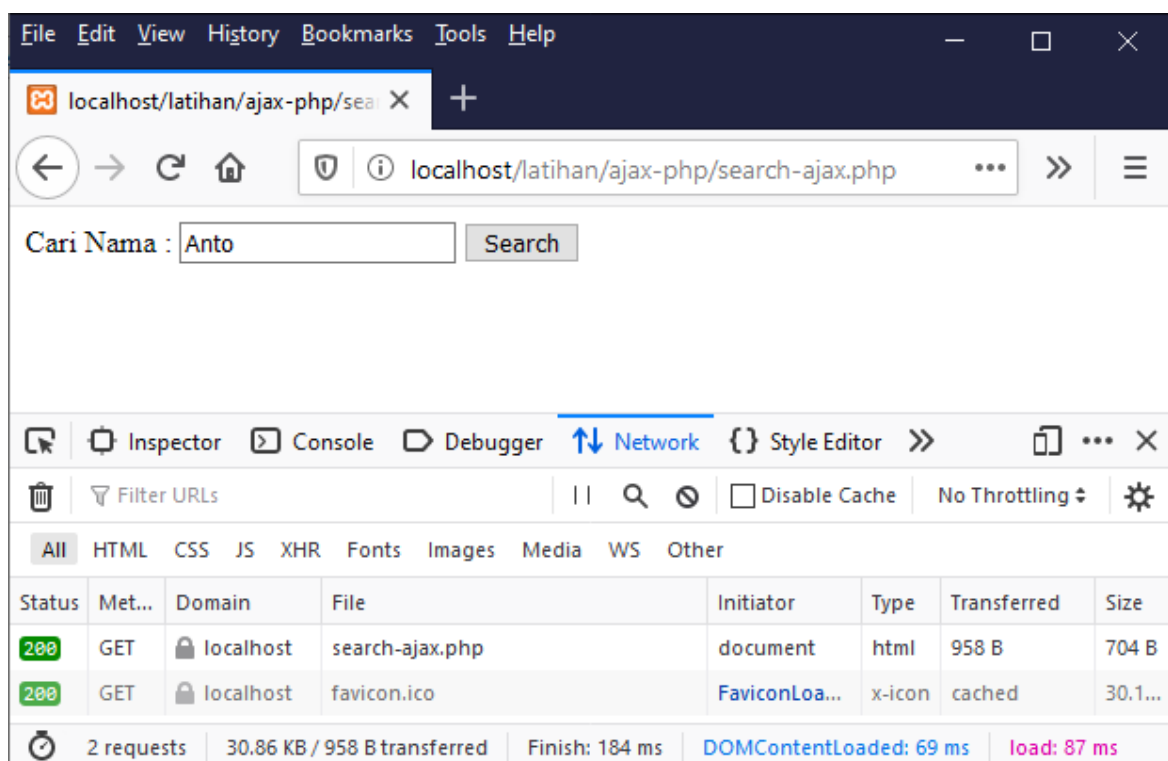 File Edit View History Bookmarks Tools Help
localhost/latihan/ajax-php/sea
localhost/latihan/ajax-php/search-ajax.php
Cari Nama : Anto Search
Inspector Console Debugger Network Style Editor
Filter URLs Disable Cache No Throttling
All HTML CSS JS XHR Fonts Images Media WS Other
Status Met... Domain File Initiator Type Transferred Size
200 GET localhost search-ajax.php document html 958 B 704 B
200 GET localhost favicon.ico FaviconLoa... x-icon cached 30.1...
2 requests 30.86 KB / 958 B transferred Finish: 184 ms DOMContentLoaded: 69 ms load: 87 ms